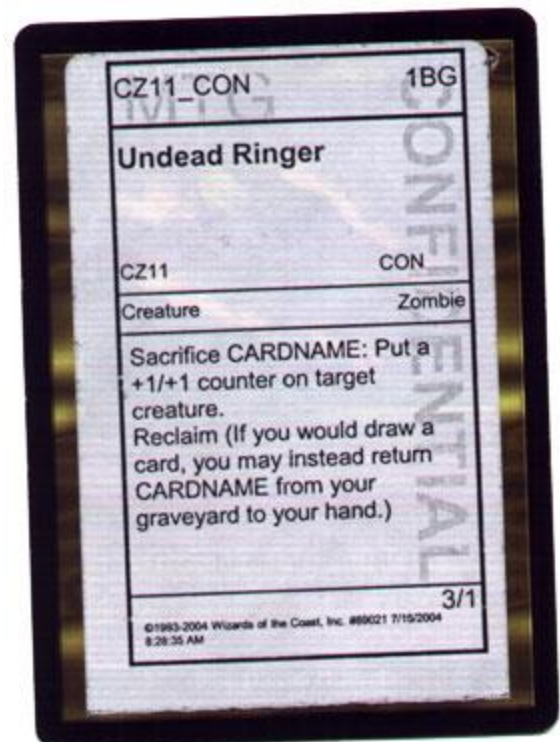 CZ11_CON 1BG
MTG
CONFIDENTIAL
Undead Ringer
CZ11 CON
Creature Zombie
Sacrifice CARDNAME: Put a
+1/+1 counter on target
creature.
Reclaim (If you would draw a
card, you may instead return
CARDNAME from your
graveyard to your hand.)
3/1
©1993-2004 Wizards of the Coast, Inc. #69021 7/15/2004
8:28:35 AM